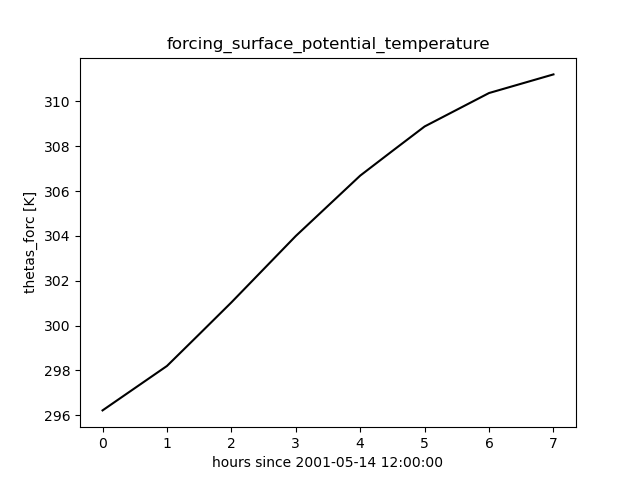 forcing_surface_potential_temperature
thetas_forc [K]
310
308
306
304
302
300
298
296
0 1 2 3 4 5 6 7
hours since 2001-05-14 12:00:00